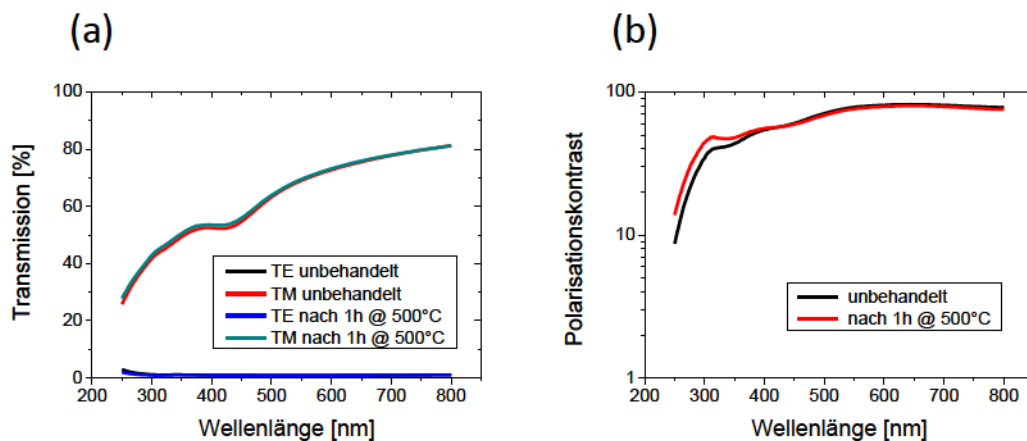 (a)
Transmission [%]
100
80
60
40
20
0
TE unbehandelt
TM unbehandelt
TE nach 1h @ 500°C
TM nach 1h @ 500°C
200 300 400 500 600 700 800
Wellenlänge [nm]
(b)
Polarisationskontrast
100
10
1
unbehandelt
nach 1h @ 500°C
200 300 400 500 600 700 800
Wellenlänge [nm]